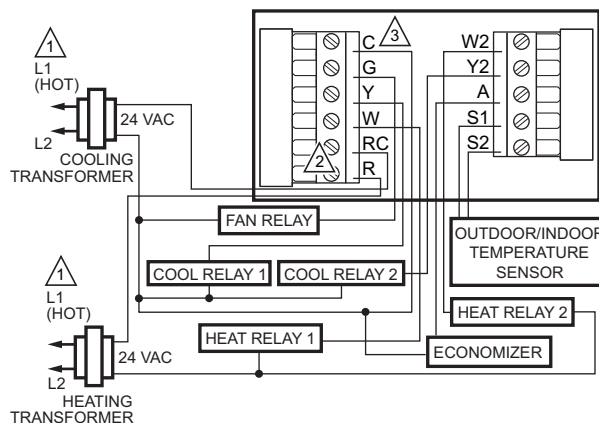 1
L1
(HOT)
L2
24 VAC
COOLING
TRANSFORMER
3
2
C
G
Y
W
RC
R
W2
Y2
A
S1
S2
FAN RELAY
COOL RELAY 1
COOL RELAY 2
OUTDOOR/INDOOR
TEMPERATURE
SENSOR
1
L1
(HOT)
L2
24 VAC
HEATING
TRANSFORMER
HEAT RELAY 1
HEAT RELAY 2
ECONOMIZER